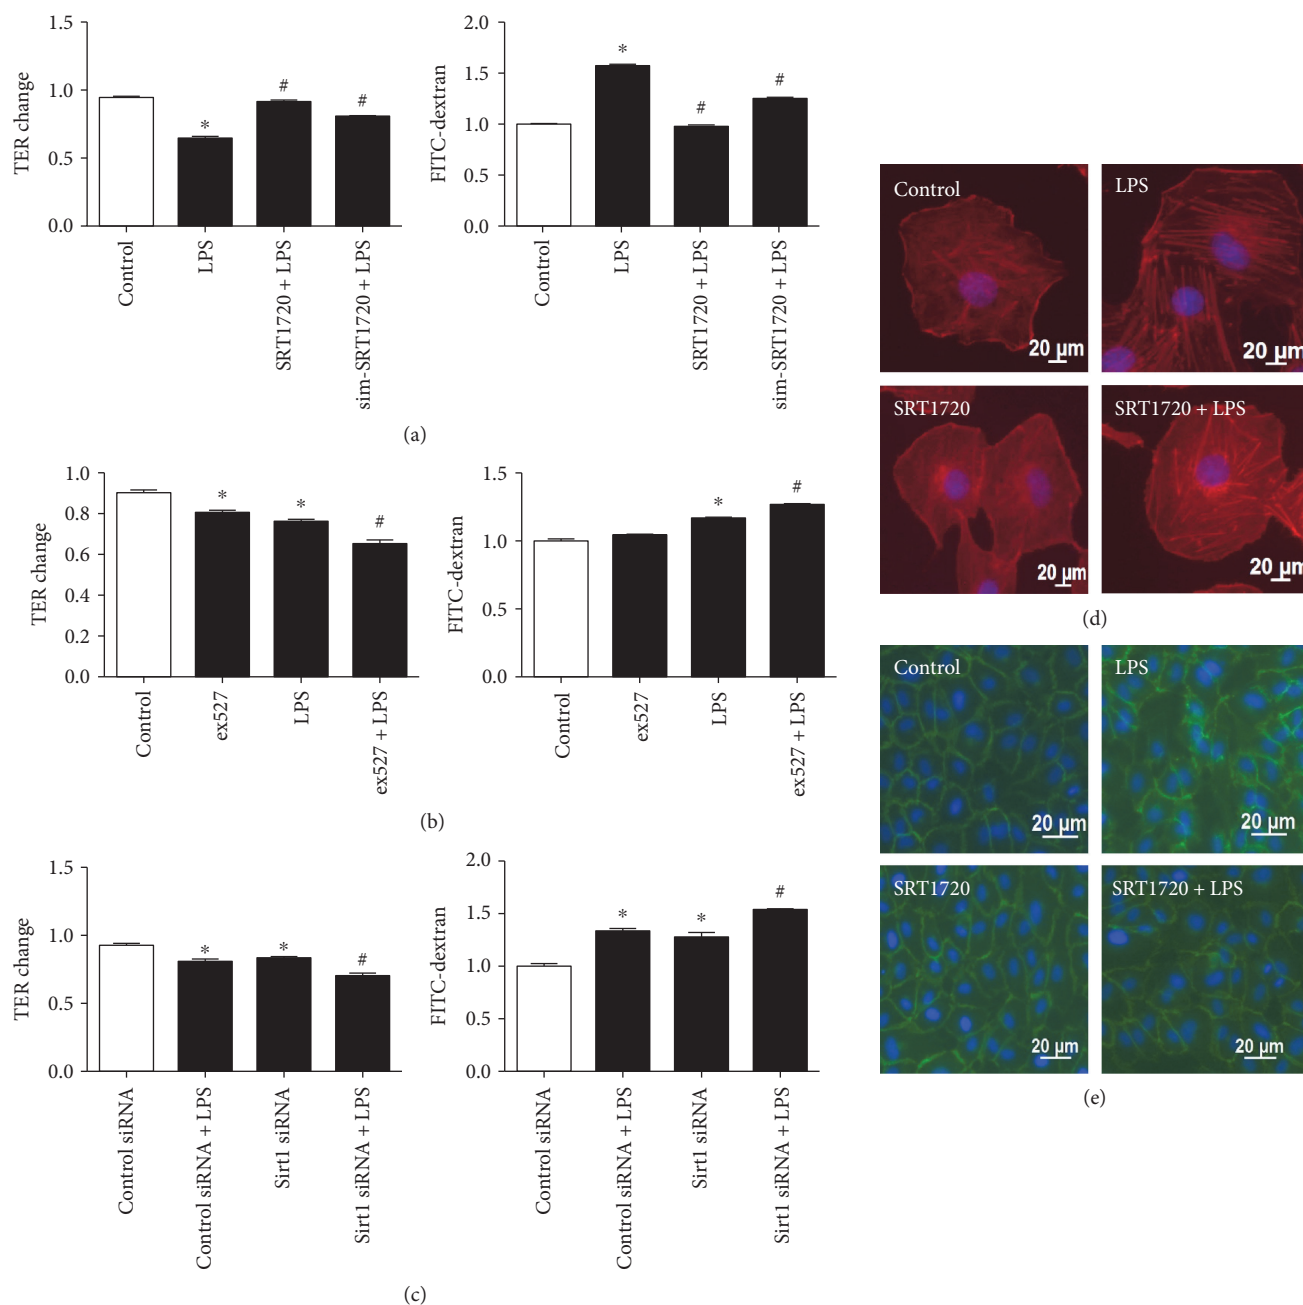 TER change
1.5
1.0
0.5
0.0
*
#
#
Control
LPS
SRT1720 + LPS
sim-SRT1720 + LPS
FITC-dextran
2.0
1.5
1.0
0.5
0.0
*
#
#
Control
LPS
SRT1720 + LPS
sim-SRT1720 + LPS
(a)
TER change
1.0
0.8
0.6
0.4
0.2
0.0
*
*
#
Control
ex527
LPS
ex527 + LPS
FITC-dextran
1.5
1.0
0.5
0.0
*
#
Control
ex527
LPS
ex527 + LPS
(b)
TER change
1.5
1.0
0.5
0.0
*
*
#
Control siRNA
Control siRNA + LPS
Sirt1 siRNA
Sirt1 siRNA + LPS
FITC-dextran
2.0
1.5
1.0
0.5
0.0
*
*
#
Control siRNA
Control siRNA + LPS
Sirt1 siRNA
Sirt1 siRNA + LPS
(c)
Control
20 µm
LPS
20 µm
SRT1720
20 µm
SRT1720 + LPS
20 µm
(d)
Control
20 µm
LPS
20 µm
SRT1720
20 µm
SRT1720 + LPS
20 µm
(e)